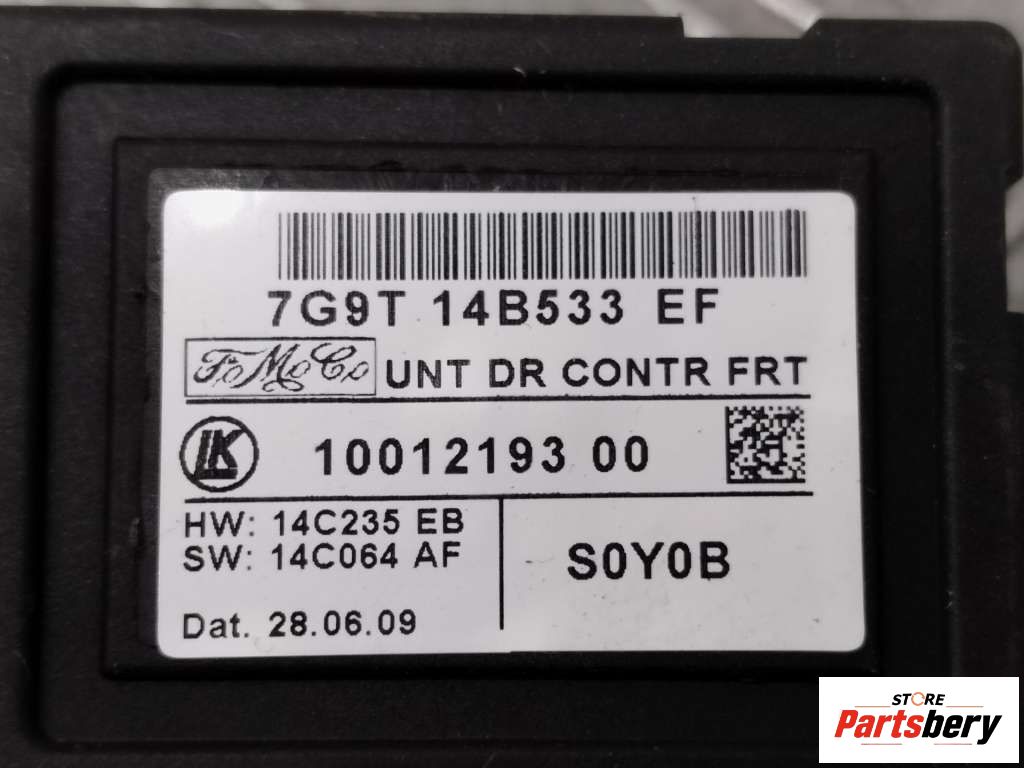 7G9T 14B533 EF
FoMoCo UNT DR CONTR FRT
LK 10012193 00
HW: 14C235 EB
SW: 14C064 AF
S0Y0B
Dat. 28.06.09
STORE
Partsbery